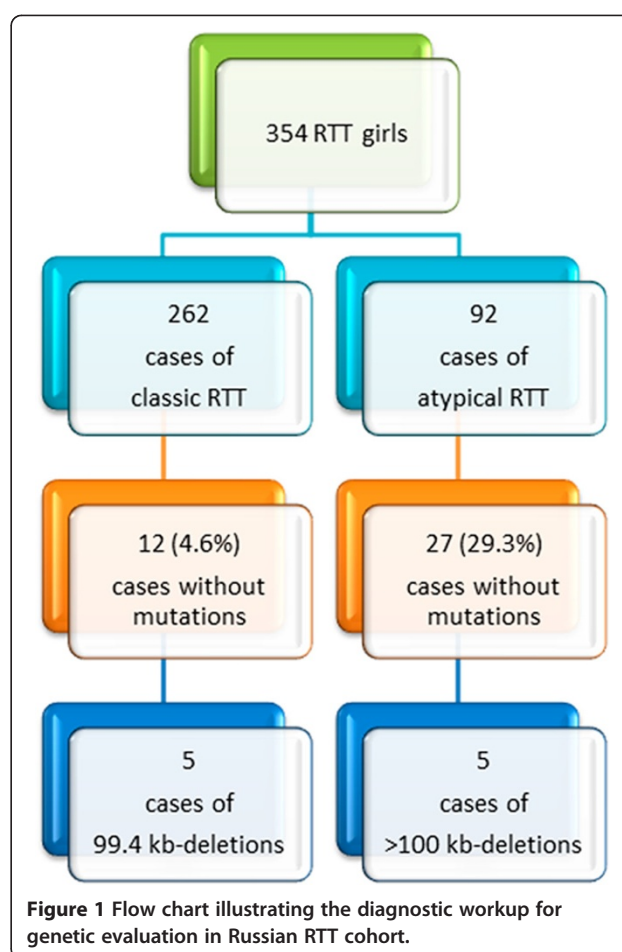 354 RTT girls
262
cases of
classic RTT
92
cases of
atypical RTT
12 (4.6%)
cases without
mutations
27 (29.3%)
cases without
mutations
5
cases of
99.4 kb-deletions
5
cases of
>100 kb-deletions
Figure 1 Flow chart illustrating the diagnostic workup for
genetic evaluation in Russian RTT cohort.